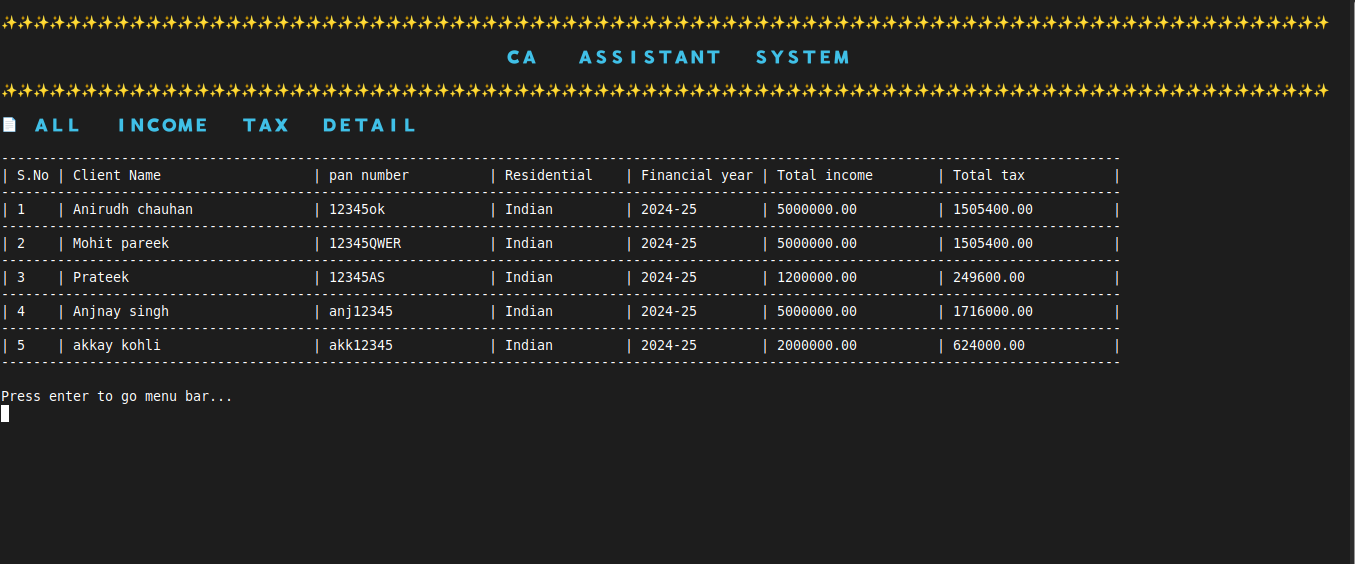 CA ASSISTANT SYSTEM
ALL INCOME TAX DETAIL
| S.No | Client Name | pan number | Residential | Financial year | Total income | Total tax |
| 1 | Anirudh chauhan | 12345ok | Indian | 2024-25 | 5000000.00 | 1505400.00 |
| 2 | Mohit pareek | 12345QWER | Indian | 2024-25 | 5000000.00 | 1505400.00 |
| 3 | Prateek | 12345AS | Indian | 2024-25 | 1200000.00 | 249600.00 |
| 4 | Anjnay singh | anj12345 | Indian | 2024-25 | 5000000.00 | 1716000.00 |
| 5 | akkay kohli | akk12345 | Indian | 2024-25 | 2000000.00 | 624000.00 |
Press enter to go menu bar...